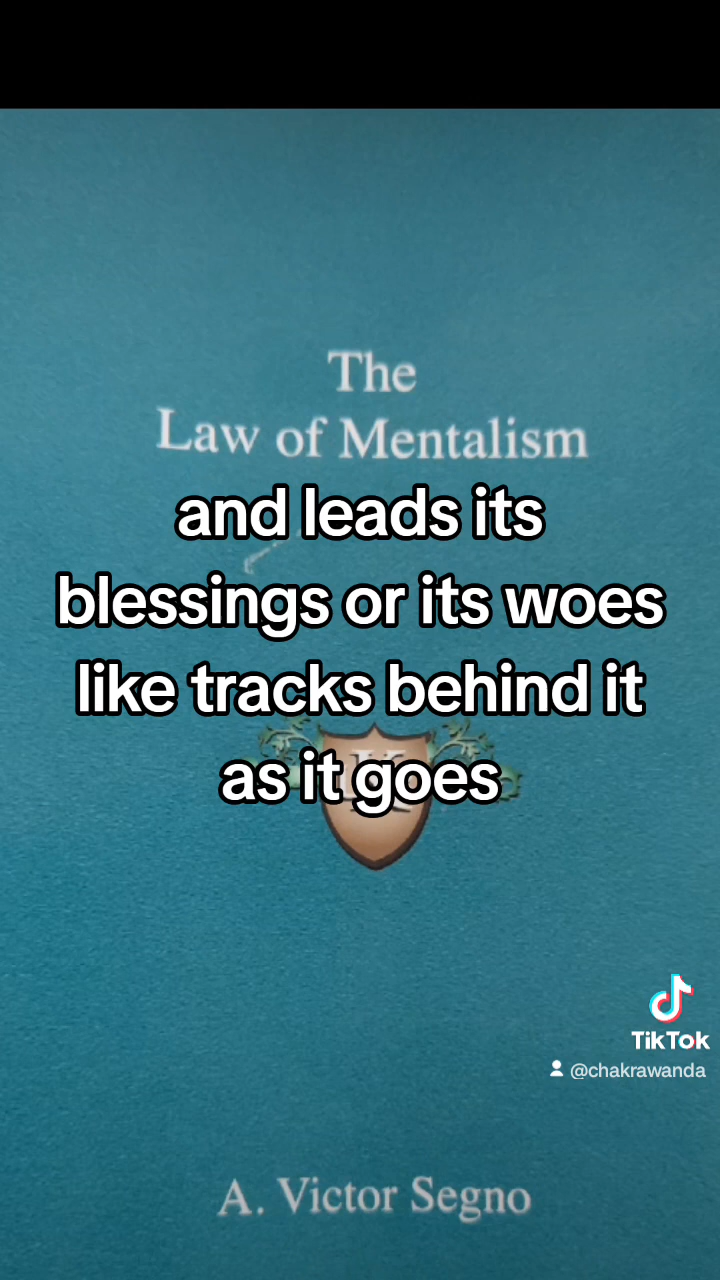 The
Law of Mentalism
and leads its
blessings or its woes
like tracks behind it
as it goes
K
TikTok
@chakrawanda
A. Victor Segno